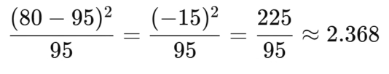 (80 − 95)² / 95 = (−15)² / 95 = 225 / 95 ≈ 2.368